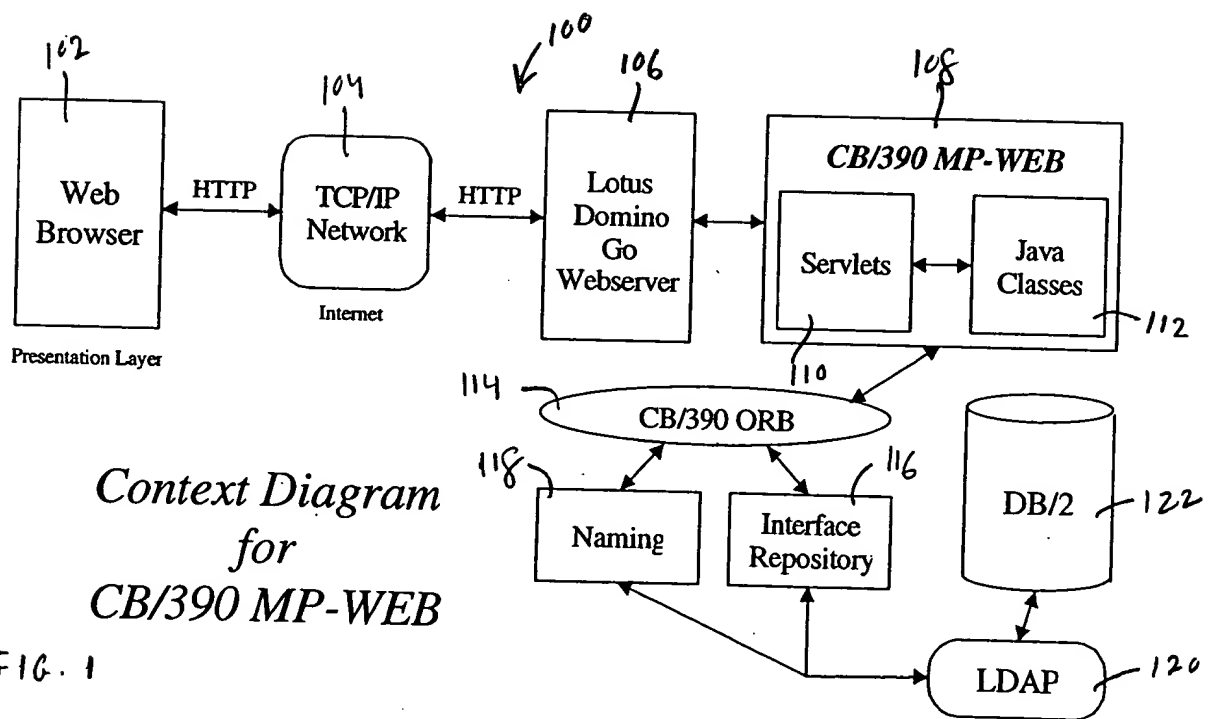 102
104
100
106
108
Web
Browser
HTTP
TCP/IP
Network
HTTP
Lotus
Domino
Go
Webserver
CB/390 MP-WEB
Servlets
Java
Classes
Internet
Presentation Layer
110
112
114
CB/390 ORB
118
116
Naming
Interface
Repository
DB/2
122
Context Diagram
for
CB/390 MP-WEB
LDAP
120
FIG. 1